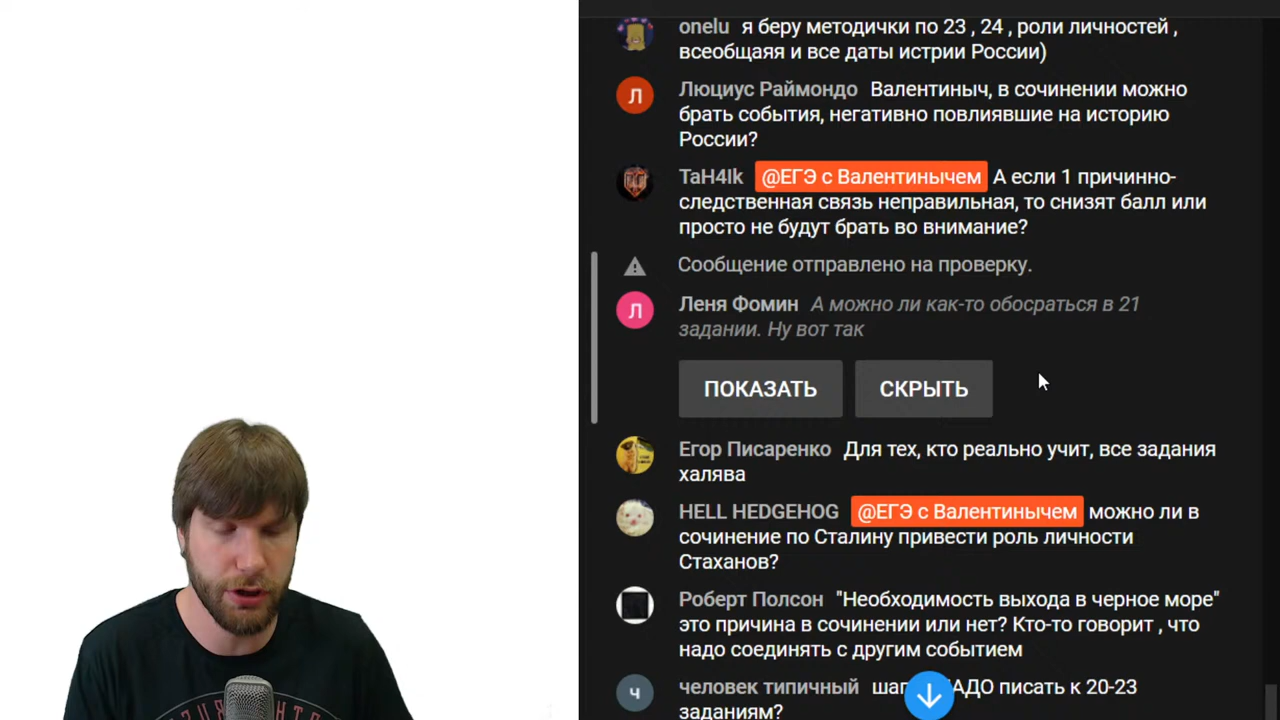 onelu я беру методички по 23 , 24 , роли личностей ,
всеобщаяя и все даты истрии России)
Л
Люциус Раймондо Валентиныч, в сочинении можно
брать события, негативно повлиявшие на историю
России?
TaH4Ik @ЕГЭ с Валентинычем А если 1 причинно-
следственная связь неправильная, то снизят балл или
просто не будут брать во внимание?
Сообщение отправлено на проверку.
Л
Леня Фомин А можно ли как-то обосраться в 21
задании. Ну вот так
ПОКАЗАТЬ СКРЫТЬ
Егор Писаренко Для тех, кто реально учит, все задания
халява
HELL HEDGEHOG @ЕГЭ с Валентинычем можно ли в
сочинение по Сталину привести роль личности
Стаханов?
Роберт Полсон "Необходимость выхода в черное море"
это причина в сочинении или нет? Кто-то говорит , что
надо соединять с другим событием
ч
человек типичный писать к 20-23
заданиям?